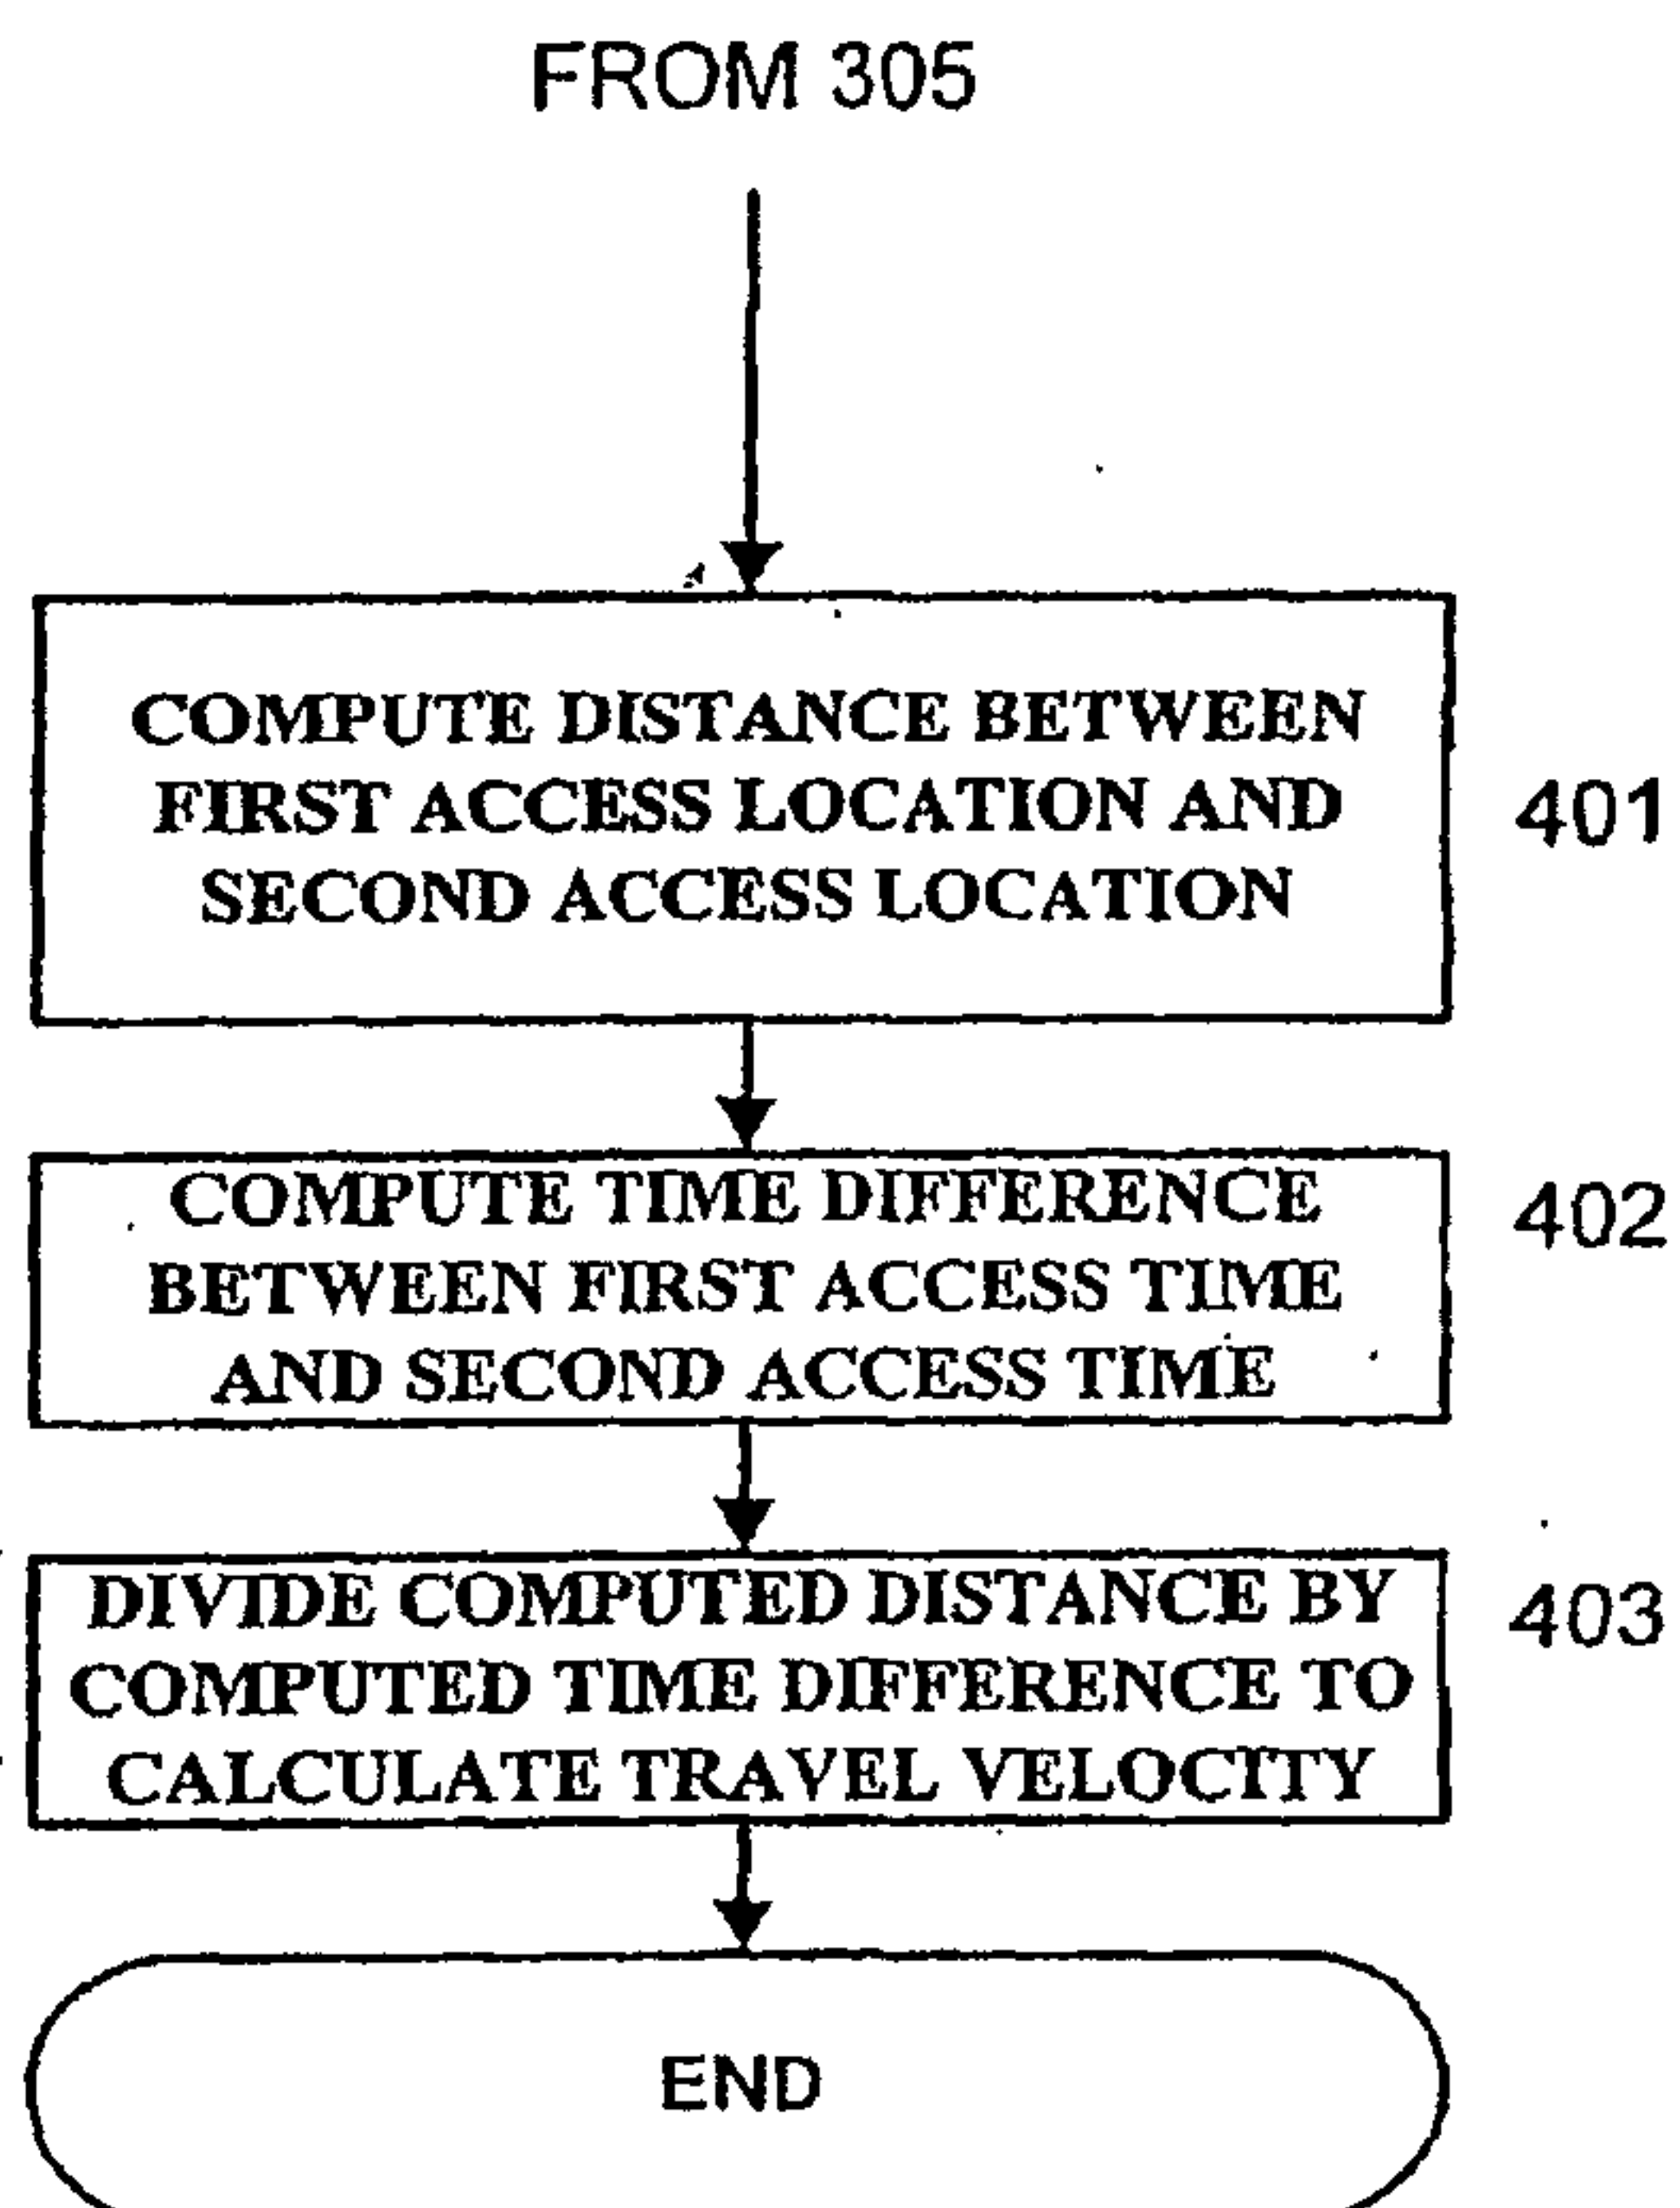 FROM 305
COMPUTE DISTANCE BETWEEN
FIRST ACCESS LOCATION AND
SECOND ACCESS LOCATION
401
COMPUTE TIME DIFFERENCE
BETWEEN FIRST ACCESS TIME
AND SECOND ACCESS TIME
402
DIVIDE COMPUTED DISTANCE BY
COMPUTED TIME DIFFERENCE TO
CALCULATE TRAVEL VELOCITY
403
END